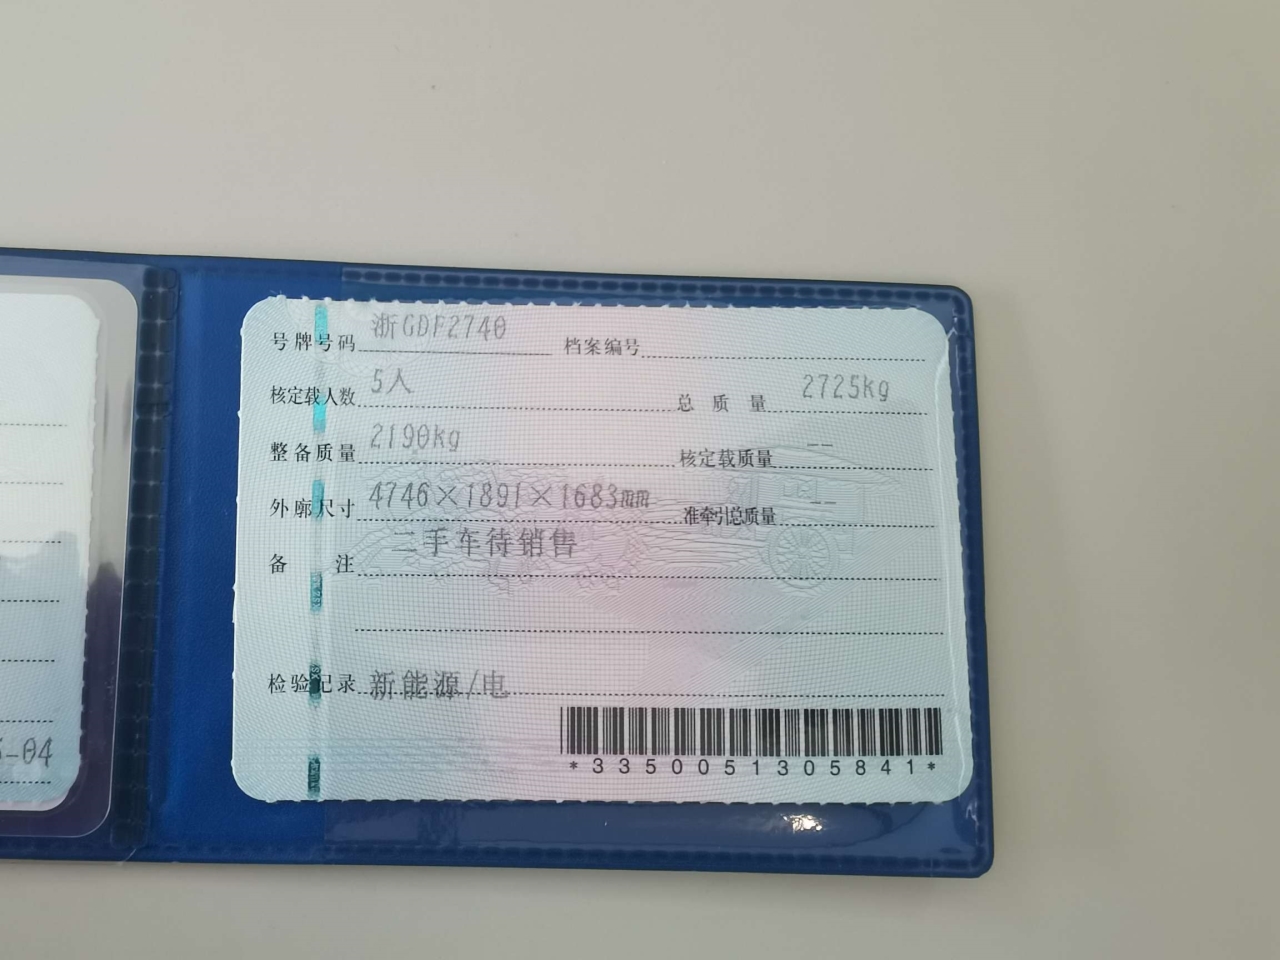 号牌号码 浙GDF2740 档案编号
核定载人数 5人 总质量 2725kg
整备质量 2190kg 核定载质量 --
外廓尺寸 4746×1891×1683mm 准牵引总质量 --
备注 二手车待销售
检验记录 新能源/电
-04
*3350051305841*